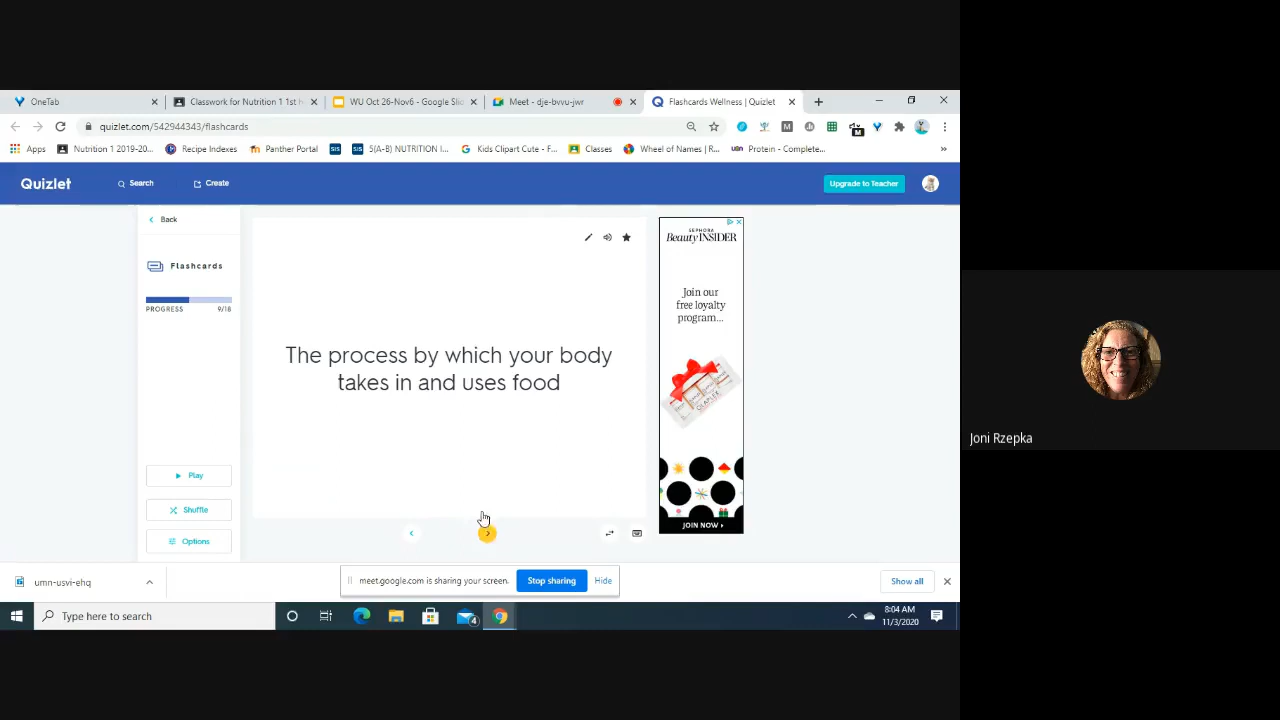 OneTab
Classwork for Nutrition 1 1st H
WU Oct 26-Nov6 - Google Slid
Meet - dje-bvvu-jwr
Flashcards Wellness | Quizlet
quizlet.com/542944343/flashcards
Apps
Nutrition 1 2019-20...
Recipe Indexes
Panther Portal
SIS
SIS
5(A-B) NUTRITION I...
Kids Clipart Cute - F...
Classes
Wheel of Names | R...
Protein - Complete...
Quizlet
Search
Create
Upgrade to Teacher
Back
Flashcards
PROGRESS 9/18
The process by which your body
takes in and uses food
SEPHORA
Beauty INSIDER
Join our
free loyalty
program...
JOIN NOW
Play
Shuffle
Options
Joni Rzepka
umn-usvi-ehq
meet.google.com is sharing your screen.
Stop sharing
Hide
Show all
Type here to search
4
8:04 AM
11/3/2020